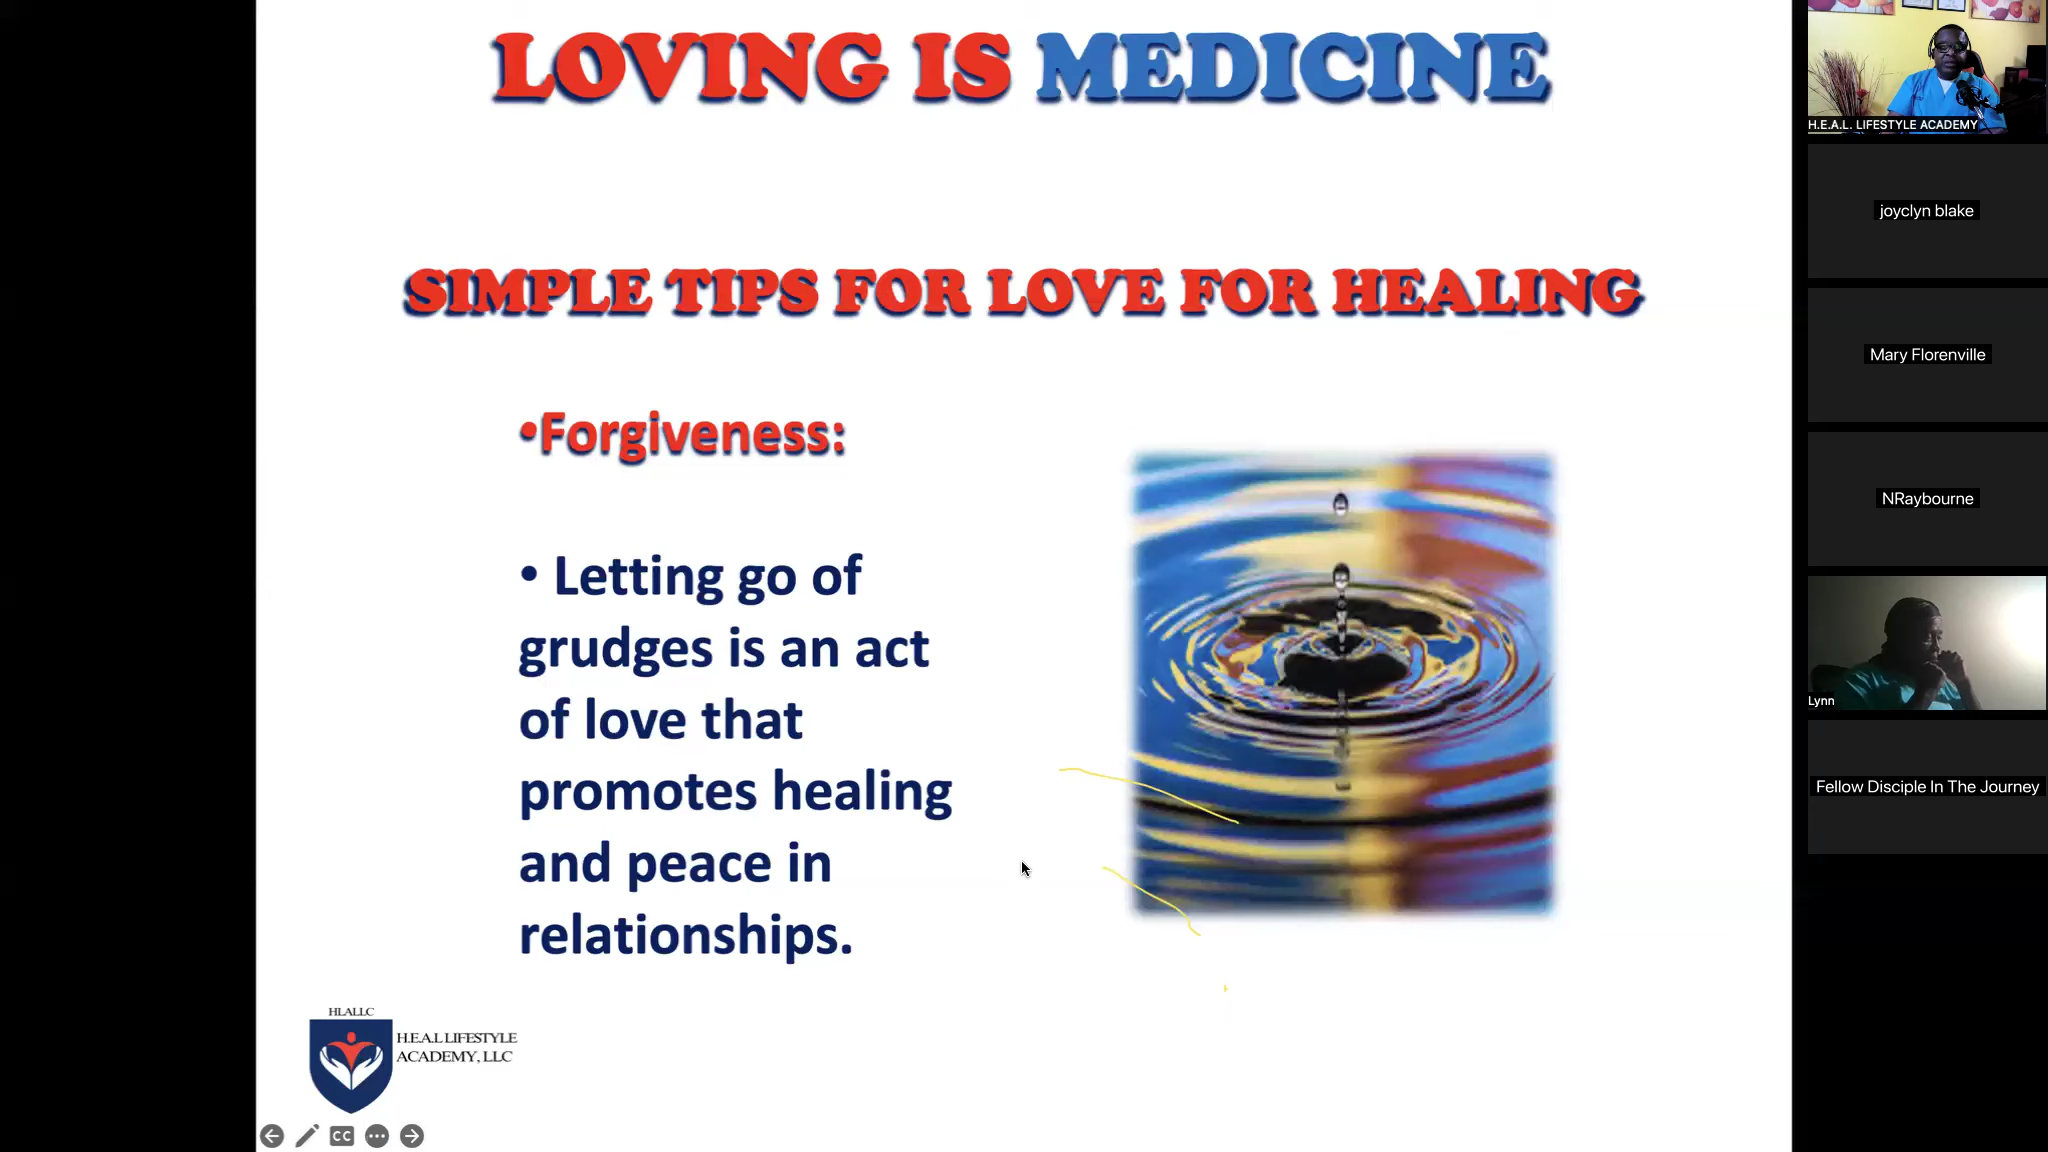 LOVING IS MEDICINE
SIMPLE TIPS FOR LOVE FOR HEALING
•Forgiveness:
• Letting go of
grudges is an act
of love that
promotes healing
and peace in
relationships.
HLALLC
H.E.A.L LIFESTYLE
ACADEMY, LLC
CC
H.E.A.L. LIFESTYLE ACADEMY
joyclyn blake
Mary Florenville
NRaybourne
Lynn
Fellow Disciple In The Journey